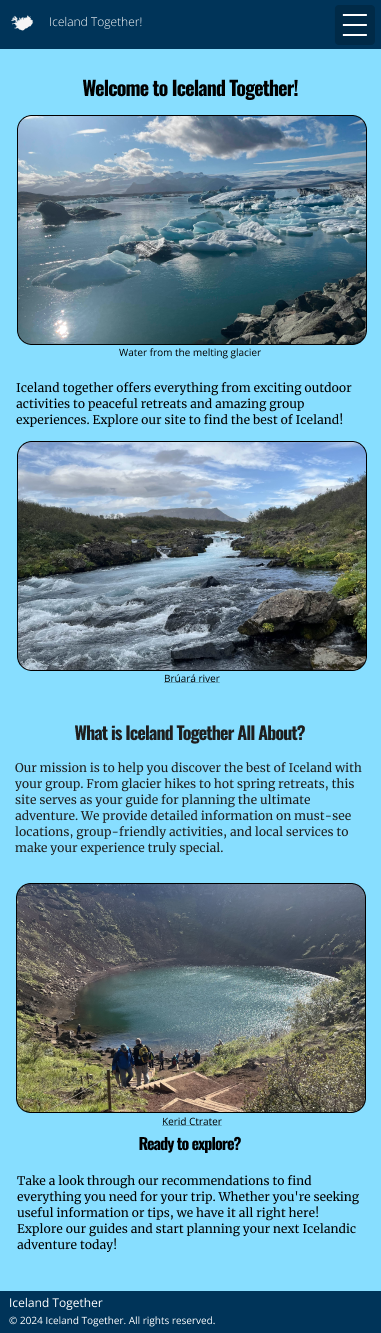 Iceland Together!
Welcome to Iceland Together!
Water from the melting glacier
Iceland together offers everything from exciting outdoor
activities to peaceful retreats and amazing group
experiences. Explore our site to find the best of Iceland!
Brúará river
What is Iceland Together All About?
Our mission is to help you discover the best of Iceland with
your group. From glacier hikes to hot spring retreats, this
site serves as your guide for planning the ultimate
adventure. We provide detailed information on must-see
locations, group-friendly activities, and local services to
make your experience truly special.
Kerid Ctrater
Ready to explore?
Take a look through our recommendations to find
everything you need for your trip. Whether you're seeking
useful information or tips, we have it all right here!
Explore our guides and start planning your next Icelandic
adventure today!
Iceland Together
© 2024 Iceland Together. All rights reserved.